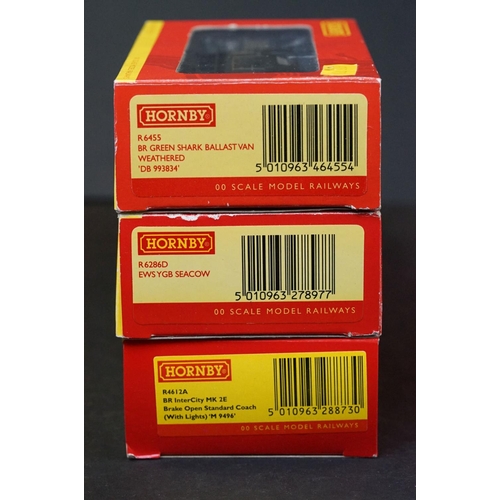 HORNBY
HORNBY
R6455
BR GREEN SHARK BALLAST VAN
WEATHERED
'DB 993834'
5 010963 464554
00 SCALE MODEL RAILWAYS
HORNBY
R6286D
EWS YGB SEACOW
5 010963 278977
00 SCALE MODEL RAILWAYS
HORNBY
R4612A
BR InterCity MK 2E
Brake Open Standard Coach
(With Lights) 'M 9496'
5 010963 288730
00 SCALE MODEL RAILWAYS